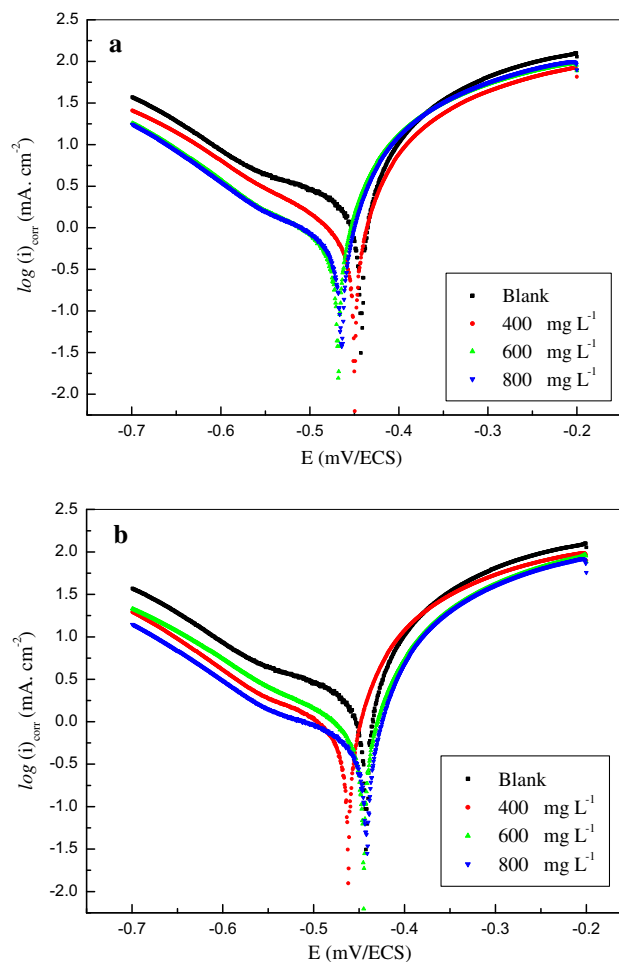 a
2.5
2.0
1.5
1.0
0.5
0.0
-0.5
-1.0
-1.5
-2.0
log (i)corr (mA. cm-2)
Blank
400 mg L-1
600 mg L-1
800 mg L-1
-0.7 -0.6 -0.5 -0.4 -0.3 -0.2
E (mV/ECS)
b
2.5
2.0
1.5
1.0
0.5
0.0
-0.5
-1.0
-1.5
-2.0
log (i)corr (mA. cm-2)
Blank
400 mg L-1
600 mg L-1
800 mg L-1
-0.7 -0.6 -0.5 -0.4 -0.3 -0.2
E (mV/ECS)